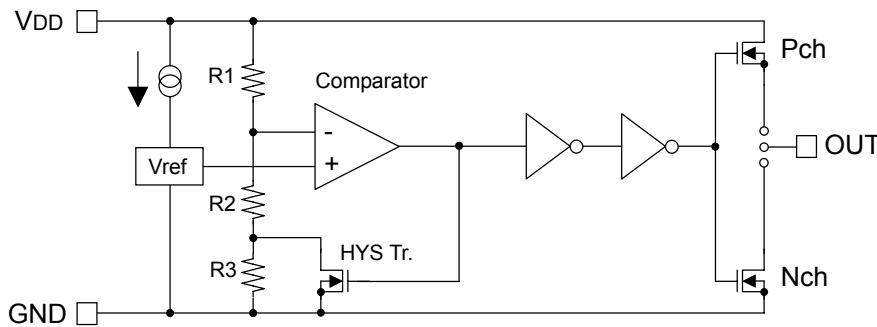 VDD
Pch
R1
Comparator
-
+
Vref
OUT
R2
HYS Tr.
R3
Nch
GND